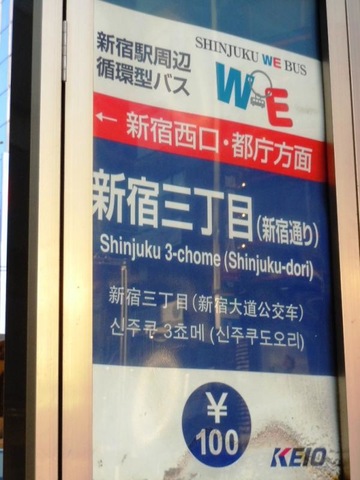 新宿駅周辺
循環型バス
SHINJUKU WE BUS
WE
← 新宿西口・都庁方面
新宿三丁目(新宿通り)
Shinjuku 3-chome (Shinjuku-dori)
新宿三丁目(新宿大道公交车)
신주쿠 3쵸메 (신주쿠도오리)
¥
100
KEIO